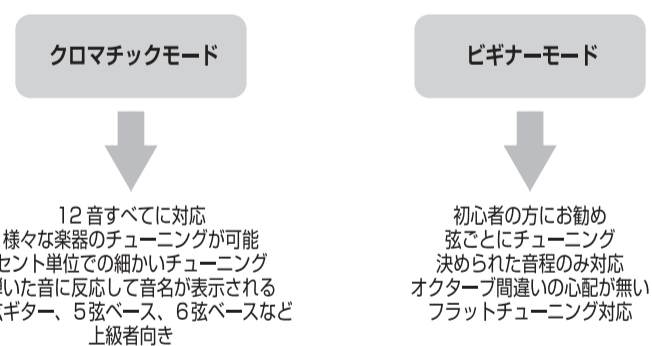 クロマチックモード
12音すべてに対応
様々な楽器のチューニングが可能
セント単位での細かいチューニング
いた音に反応して音名が表示される
ギター、5弦ベース、6弦ベースなど
上級者向き
ビギナーモード
初心者の方にお勧め
弦ごとにチューニング
決められた音程のみ対応
オクターブ間違いの心配が無い
フラットチューニング対応